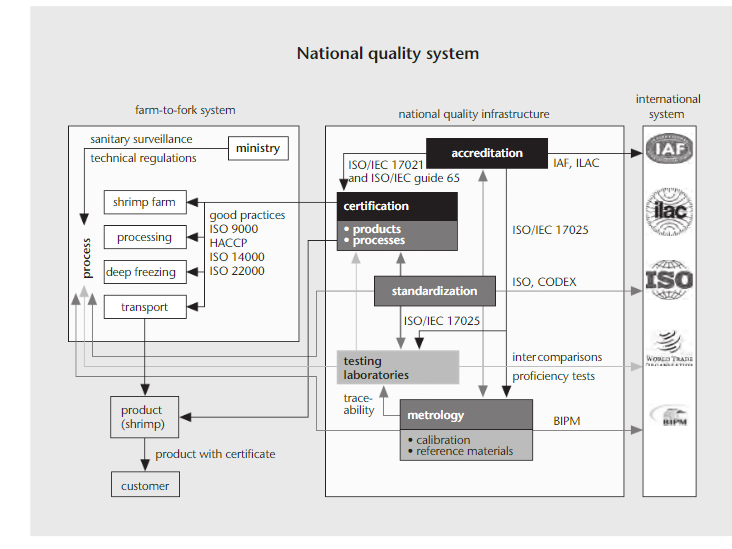 National quality system
farm-to-fork system
national quality infrastructure
international
system
sanitary surveillance
technical regulations
ministry
accreditation
IAF, ILAC
IAF
ISO/IEC 17021
and ISO/IEC guide 65
shrimp farm
processing
deep freezing
transport
process
good practices
ISO 9000
HACCP
ISO 14000
ISO 22000
certification
• products
• processes
ISO/IEC 17025
ilac
standardization
ISO, CODEX
ISO
ISO/IEC 17025
testing
laboratories
intercomparisons
proficiency tests
WORLD TRADE
ORGANIZATION
trace-
ability
metrology
• calibration
• reference materials
BIPM
BIPM
product
(shrimp)
product with certificate
customer